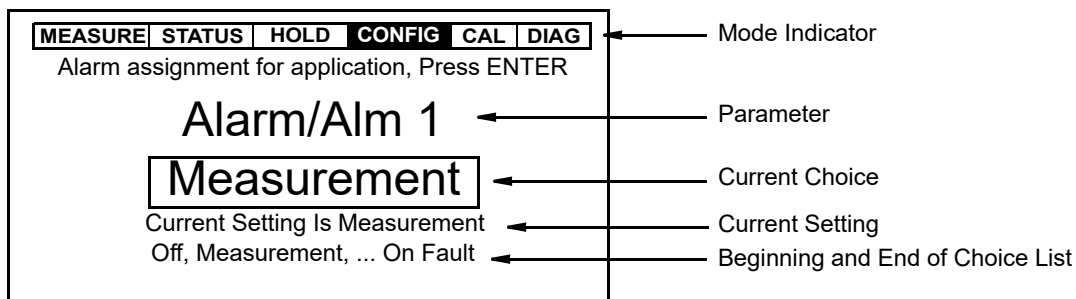 MEASURE STATUS HOLD CONFIG CAL DIAG
Mode Indicator
Alarm assignment for application, Press ENTER
Alarm/Alm 1
Parameter
Measurement
Current Choice
Current Setting Is Measurement
Current Setting
Off, Measurement, ... On Fault
Beginning and End of Choice List